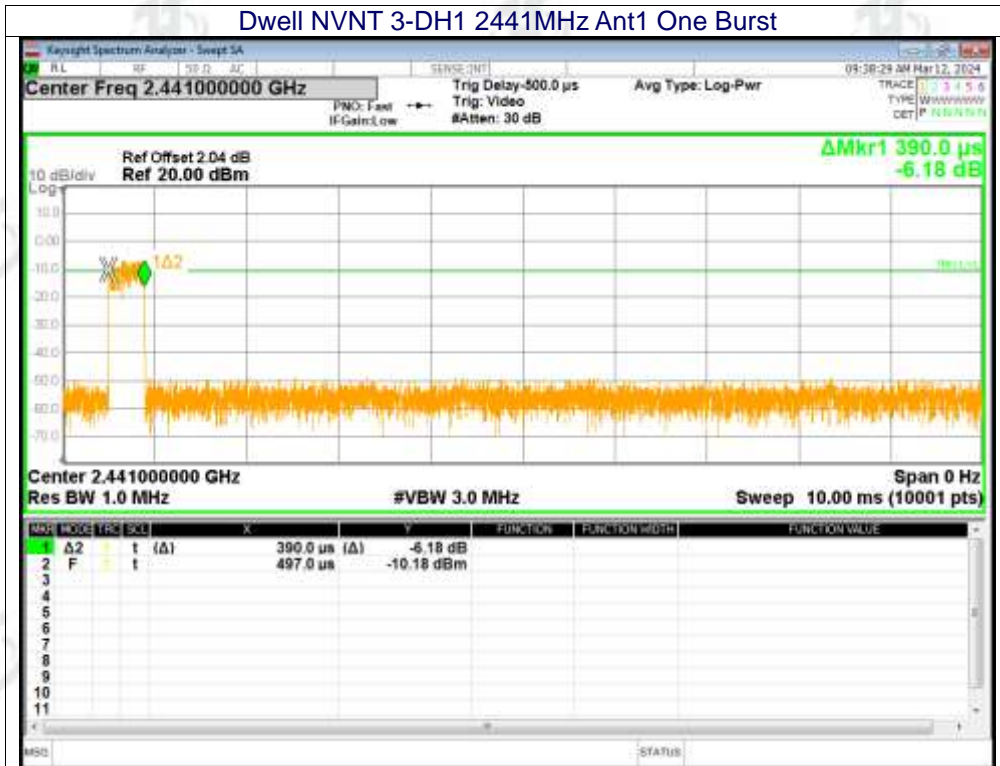 Dwell NVNT 3-DH1 2441MHz Ant1 One Burst
Keysight Spectrum Analyzer - Swept SA
RL RF 50 Ω AC SENSE:INT 09:38:29 AM Mar 12, 2024
Center Freq 2.441000000 GHz
PNO: Fast
IFGain:Low
Trig Delay-500.0 µs
Trig: Video
#Atten: 30 dB
Avg Type: Log-Pwr
TRACE 1 2 3 4 5 6
TYPE WWWWWWW
DET P N N N N N
ΔMkr1 390.0 µs
-6.18 dB
Ref Offset 2.04 dB
10 dB/div Ref 20.00 dBm
Log
10.0
0.00
-10.0
-20.0
-30.0
-40.0
-50.0
-60.0
-70.0
1Δ2
Center 2.441000000 GHz Span 0 Hz
Res BW 1.0 MHz #VBW 3.0 MHz Sweep 10.00 ms (10001 pts)
MKR MODE TRC SCL X Y FUNCTION FUNCTION WIDTH FUNCTION VALUE
1 Δ2 t (Δ) 390.0 µs (Δ) -6.18 dB
2 F t 497.0 µs -10.18 dBm
3
4
5
6
7
8
9
10
11
MSG STATUS